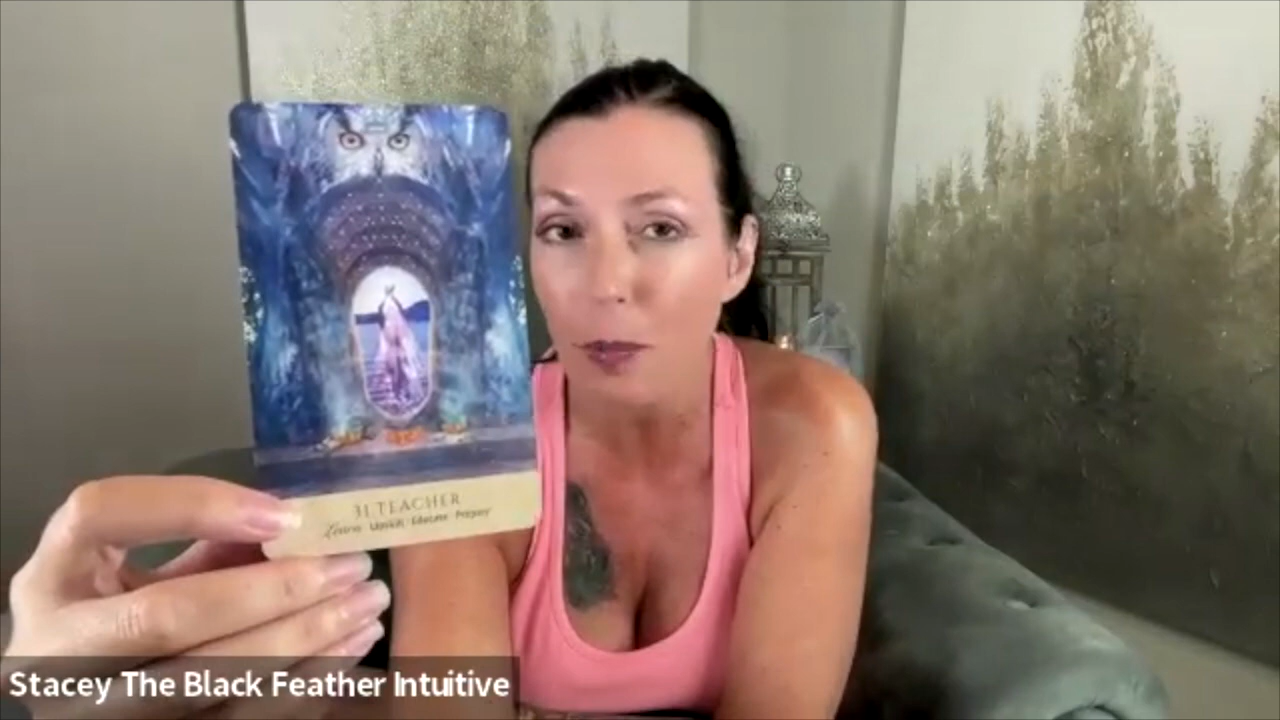 31 TEACHER
Learn Unveil Educate Prepare
Stacey The Black Feather Intuitive